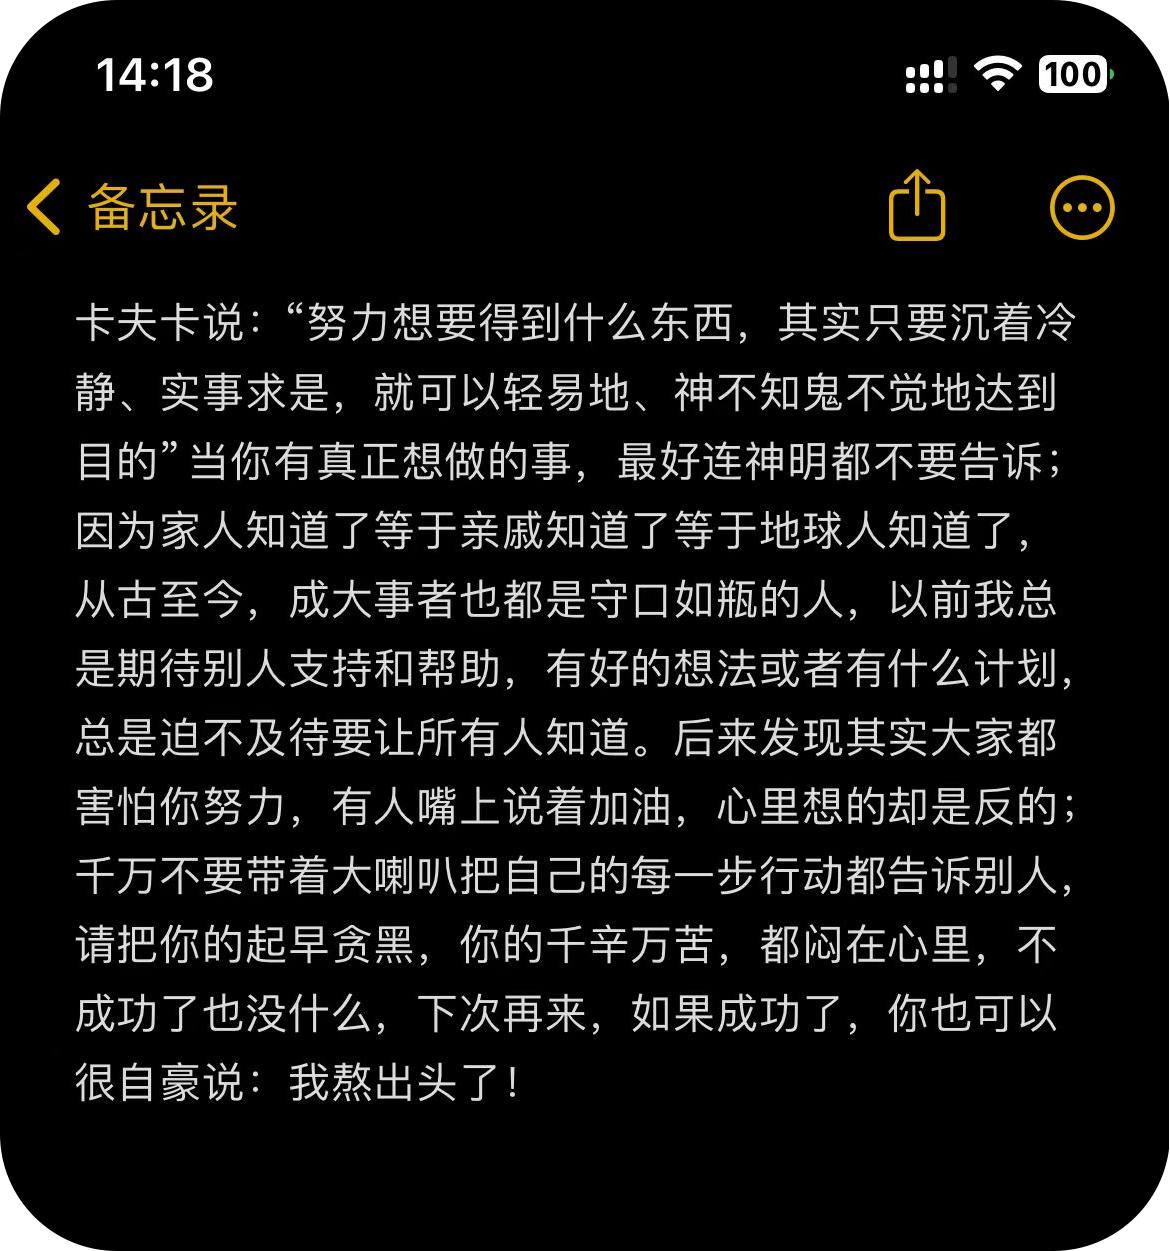 14:18
100
备忘录
卡夫卡说：“努力想要得到什么东西，其实只要沉着冷
静、实事求是，就可以轻易地、神不知鬼不觉地达到
目的” 当你有真正想做的事，最好连神明都不要告诉；
因为家人知道了等于亲戚知道了等于地球人知道了，
从古至今，成大事者也都是守口如瓶的人，以前我总
是期待别人支持和帮助，有好的想法或者有什么计划，
总是迫不及待要让所有人知道。后来发现其实大家都
害怕你努力，有人嘴上说着加油，心里想的却是反的；
千万不要带着大喇叭把自己的每一步行动都告诉别人，
请把你的起早贪黑，你的千辛万苦，都闷在心里，不
成功了也没什么，下次再来，如果成功了，你也可以
很自豪说：我熬出头了！